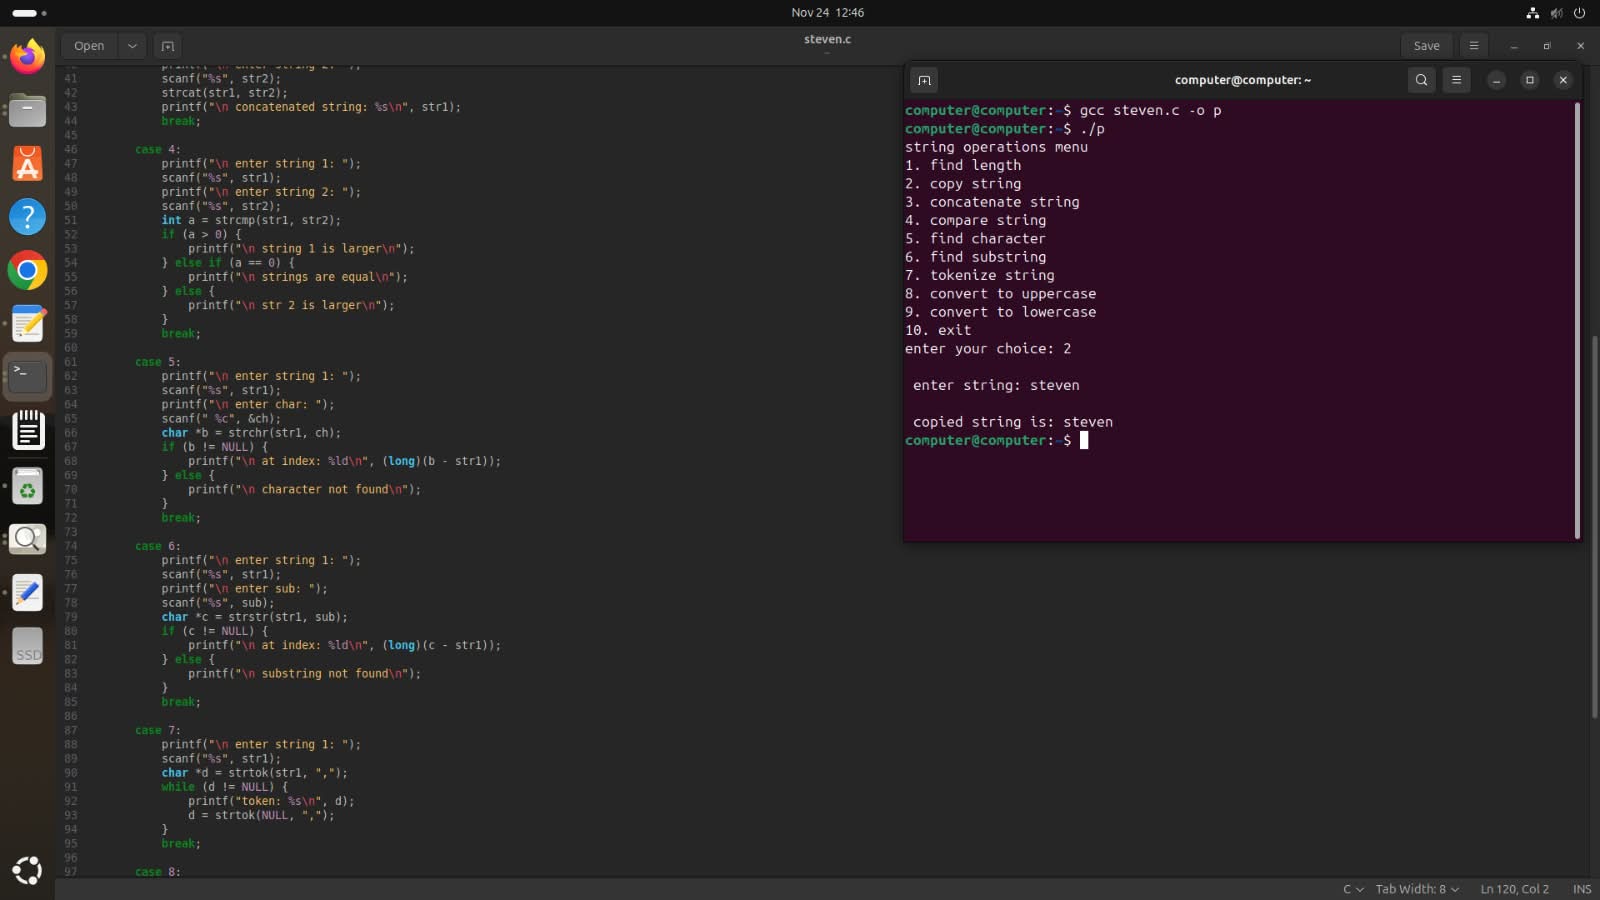 Nov 24 12:46
Open
steven.c
Save
41 scanf("%s", str2);
42 strcat(str1, str2);
43 printf("\n concatenated string: %s\n", str1);
44 break;
45
46 case 4:
47 printf("\n enter string 1: ");
48 scanf("%s", str1);
49 printf("\n enter string 2: ");
50 scanf("%s", str2);
51 int a = strcmp(str1, str2);
52 if (a > 0) {
53 printf("\n string 1 is larger\n");
54 } else if (a == 0) {
55 printf("\n strings are equal\n");
56 } else {
57 printf("\n str 2 is larger\n");
58 }
59 break;
60
61 case 5:
62 printf("\n enter string 1: ");
63 scanf("%s", str1);
64 printf("\n enter char: ");
65 scanf(" %c", &ch);
66 char *b = strchr(str1, ch);
67 if (b != NULL) {
68 printf("\n at index: %ld\n", (long)(b - str1));
69 } else {
70 printf("\n character not found\n");
71 }
72 break;
73
74 case 6:
75 printf("\n enter string 1: ");
76 scanf("%s", str1);
77 printf("\n enter sub: ");
78 scanf("%s", sub);
79 char *c = strstr(str1, sub);
80 if (c != NULL) {
81 printf("\n at index: %ld\n", (long)(c - str1));
82 } else {
83 printf("\n substring not found\n");
84 }
85 break;
86
87 case 7:
88 printf("\n enter string 1: ");
89 scanf("%s", str1);
90 char *d = strtok(str1, ",");
91 while (d != NULL) {
92 printf("token: %s\n", d);
93 d = strtok(NULL, ",");
94 }
95 break;
96
97 case 8:
computer@computer: ~
computer@computer:~$ gcc steven.c -o p
computer@computer:~$ ./p
string operations menu
1. find length
2. copy string
3. concatenate string
4. compare string
5. find character
6. find substring
7. tokenize string
8. convert to uppercase
9. convert to lowercase
10. exit
enter your choice: 2
enter string: steven
copied string is: steven
computer@computer:~$
SSD
C Tab Width: 8 Ln 120, Col 2 INS